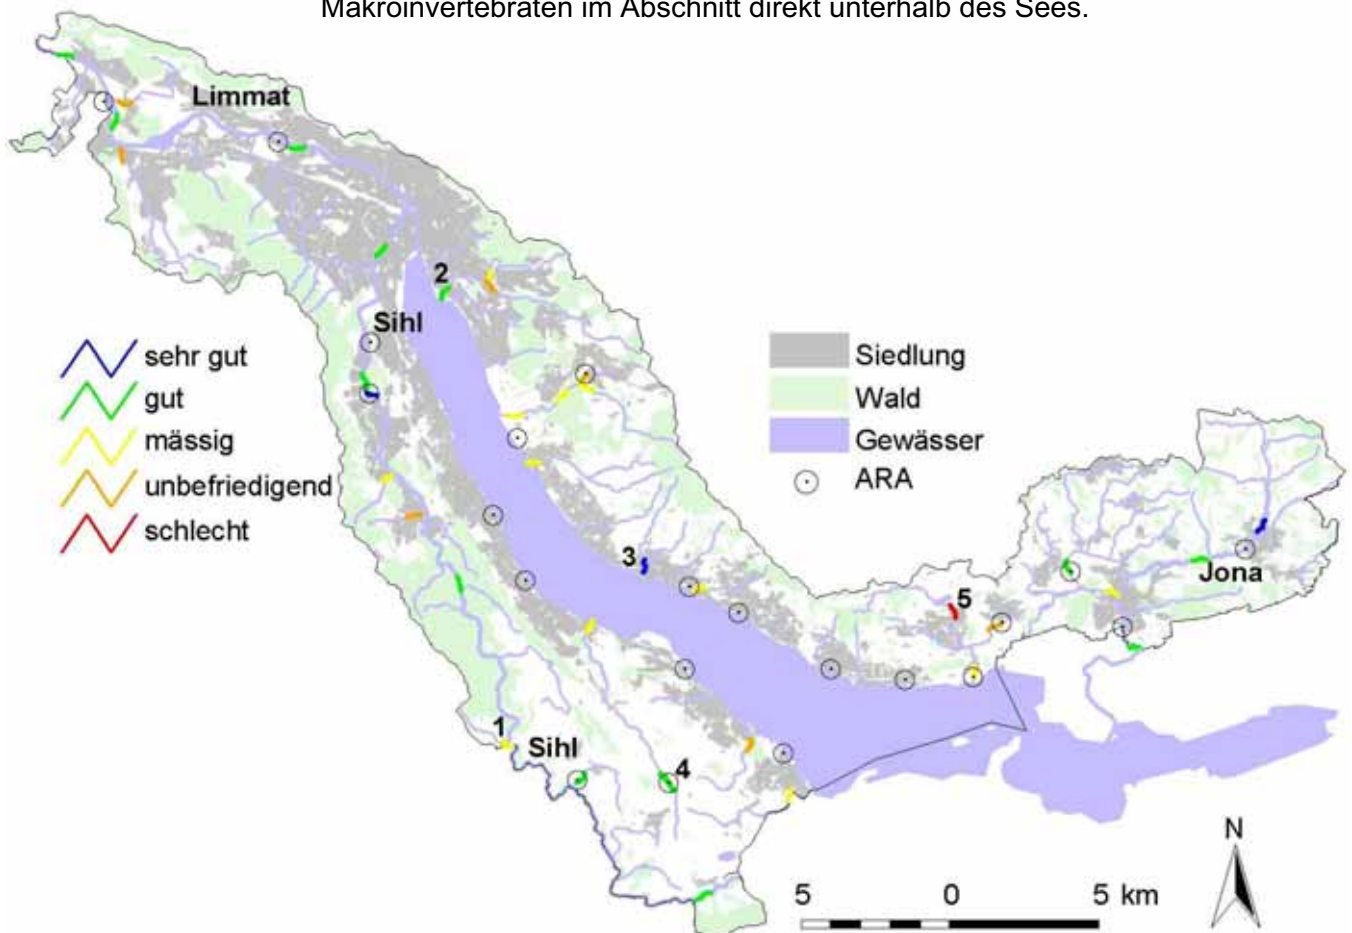 Makroinvertebraten im Abschnitt direkt unterhalb des Sees.
Limmat
2
Sihl
sehr gut
gut
mässig
unbefriedigend
schlecht
Siedlung
Wald
Gewässer
ARA
3
5
Jona
1
Sihl
4
N
5 0 5 km